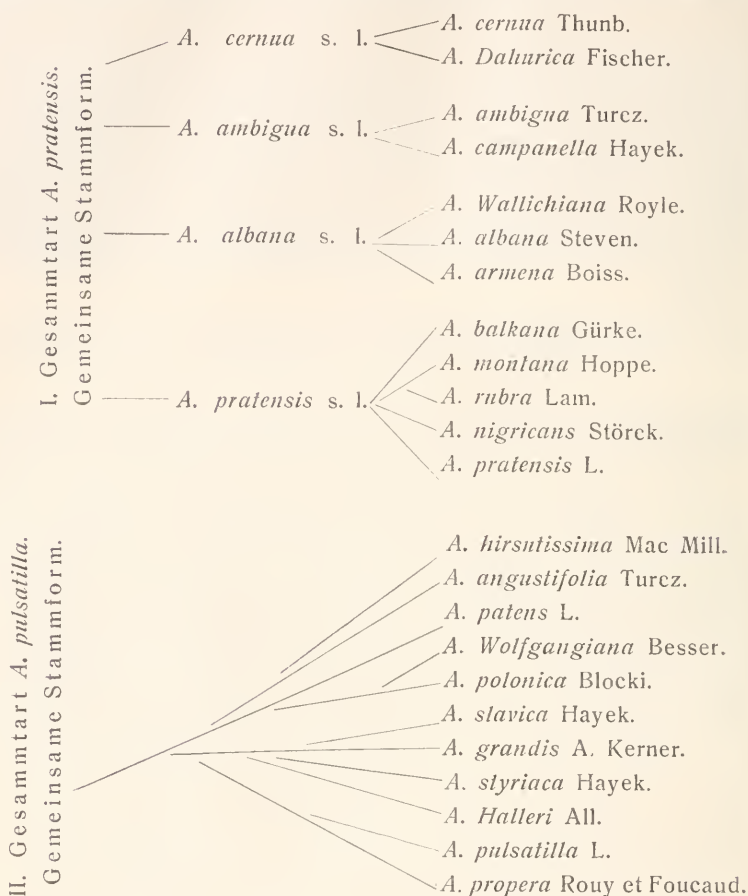 I. Gesammtart A. pratensis.
Gemeinsame Stammform.
A. cernua s. l.
A. cernua Thunb.
A. Dahurica Fischer.
A. ambigua s. l.
A. ambigua Turcz.
A. campanella Hayek.
A. albana s. l.
A. Wallichiana Royle.
A. albana Steven.
A. armena Boiss.
A. pratensis s. l.
A. balkana Gürke.
A. montana Hoppe.
A. rubra Lam.
A. nigricans Störck.
A. pratensis L.
II. Gesammtart A. pulsatilla.
Gemeinsame Stammform.
A. hirsutissima Mac Mill.
A. angustifolia Turcz.
A. patens L.
A. Wolfgangiana Besser.
A. polonica Blocki.
A. slavica Hayek.
A. grandis A. Kerner.
A. styriaca Hayek.
A. Halleri All.
A. pulsatilla L.
A. propera Rouy et Foucaud.